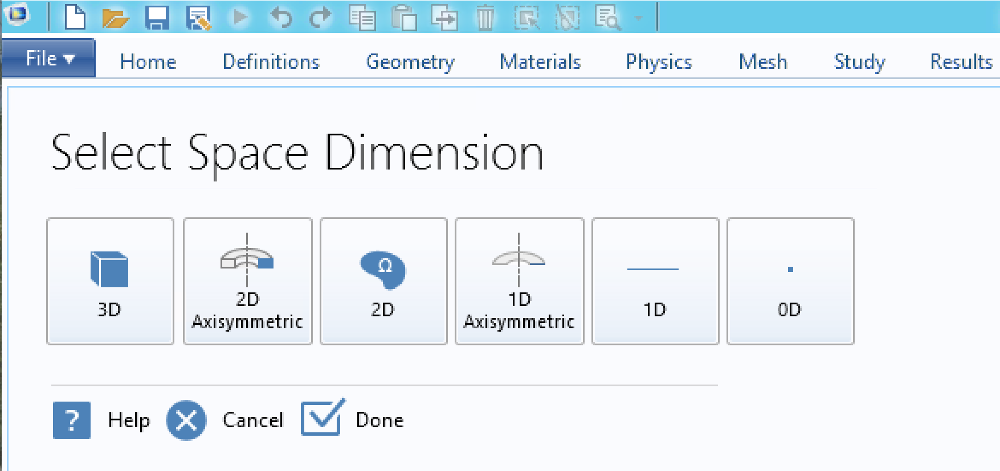 File Home Definitions Geometry Materials Physics Mesh Study Results
Select Space Dimension
3D
2D
Axisymmetric
Ω
2D
1D
Axisymmetric
1D
0D
? Help Cancel Done